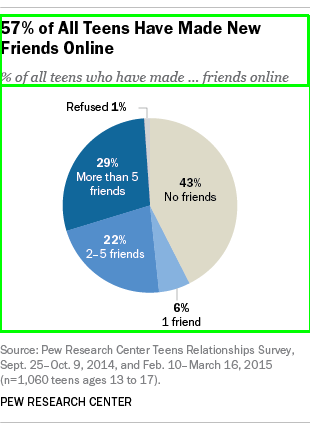 57% of All Teens Have Made New
Friends Online
% of all teens who have made ... friends online
Refused 1%
29%
More than 5
friends
43%
No friends
22%
2–5 friends
6%
1 friend
Source: Pew Research Center Teens Relationships Survey,
Sept. 25–Oct. 9, 2014, and Feb. 10–March 16, 2015
(n=1,060 teens ages 13 to 17).
PEW RESEARCH CENTER